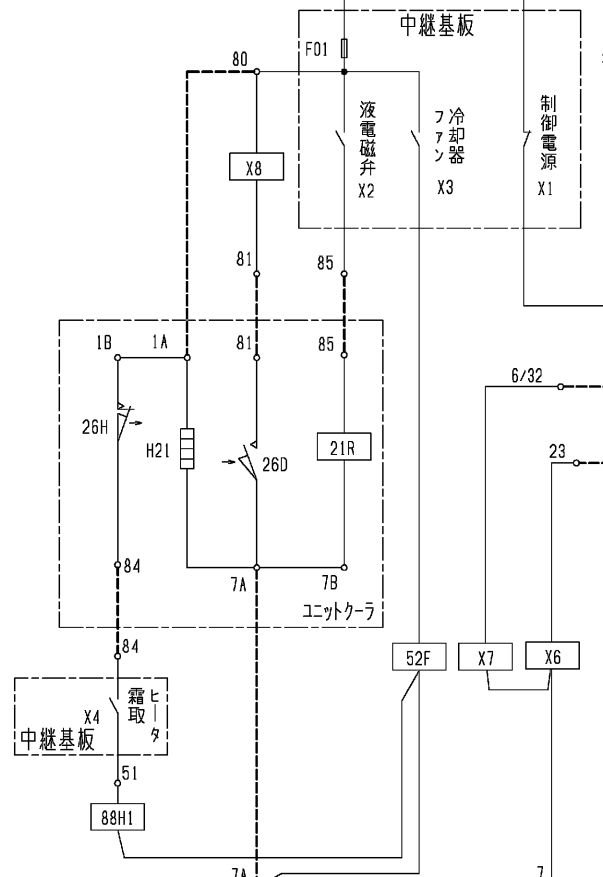 中継基板
F01
80
液電磁弁
X2
冷却器
ファン
X3
制御電源
X1
X8
81
85
1B
1A
81
85
6/32
26H
H21
26D
21R
23
84
7A
7B
ユニットクーラ
84
52F
X7
X6
X4
霜取
ヒータ
中継基板
51
88H1
7A
7